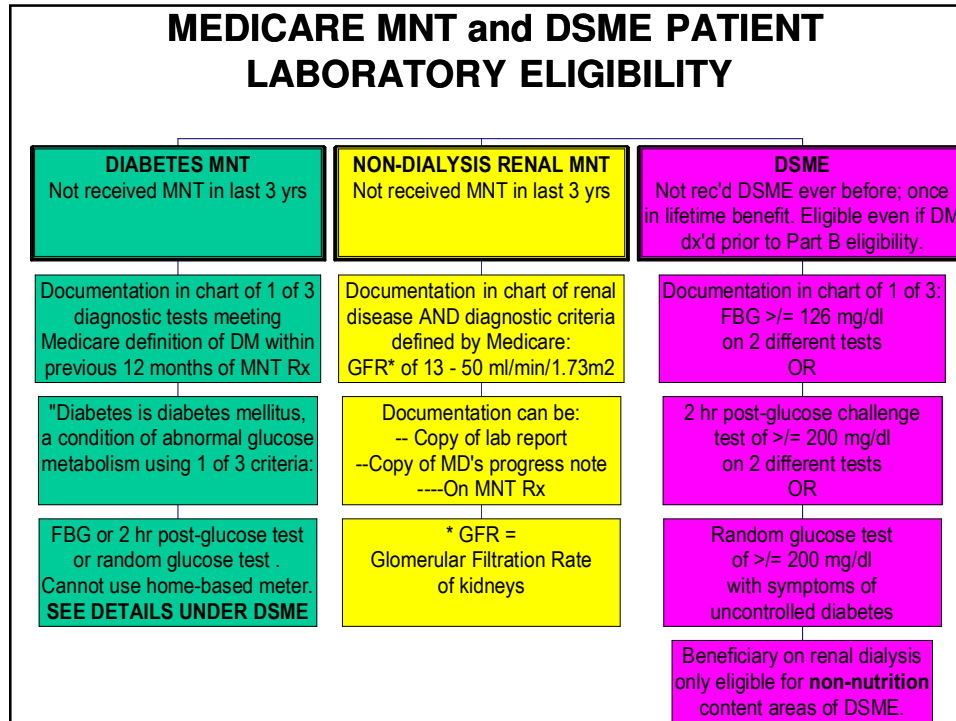 MEDICARE MNT and DSME PATIENT
LABORATORY ELIGIBILITY
DIABETES MNT
Not received MNT in last 3 yrs
Documentation in chart of 1 of 3
diagnostic tests meeting
Medicare definition of DM within
previous 12 months of MNT Rx
"Diabetes is diabetes mellitus,
a condition of abnormal glucose
metabolism using 1 of 3 criteria:
FBG or 2 hr post-glucose test
or random glucose test .
Cannot use home-based meter.
SEE DETAILS UNDER DSME
NON-DIALYSIS RENAL MNT
Not received MNT in last 3 yrs
Documentation in chart of renal
disease AND diagnostic criteria
defined by Medicare:
GFR* of 13 - 50 ml/min/1.73m2
Documentation can be:
-- Copy of lab report
--Copy of MD's progress note
----On MNT Rx
* GFR =
Glomerular Filtration Rate
of kidneys
DSME
Not rec'd DSME ever before; once
in lifetime benefit. Eligible even if DM
dx'd prior to Part B eligibility.
Documentation in chart of 1 of 3:
FBG >/= 126 mg/dl
on 2 different tests
OR
2 hr post-glucose challenge
test of >/= 200 mg/dl
on 2 different tests
OR
Random glucose test
of >/= 200 mg/dl
with symptoms of
uncontrolled diabetes
Beneficiary on renal dialysis
only eligible for non-nutrition
content areas of DSME.